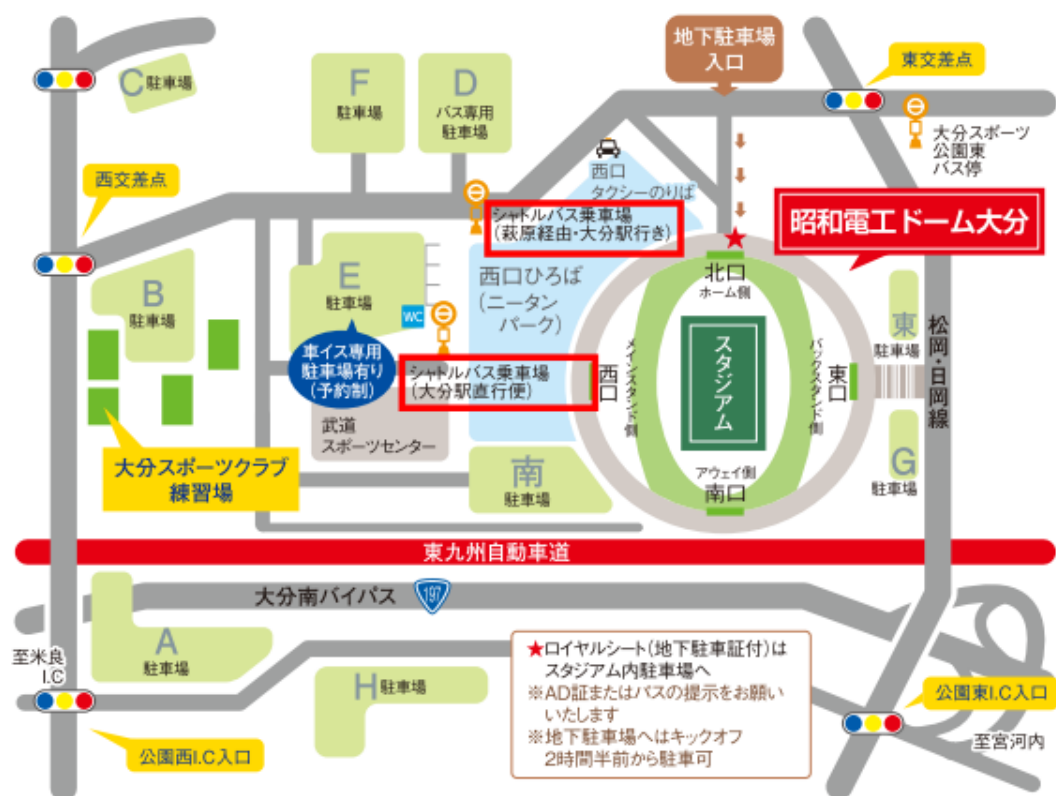 地下駐車場
入口
東交差点
C 駐車場
F
駐車場
D
バス専用
駐車場
大分スポーツ
公園東
バス停
西交差点
西口
タクシーのりば
シャトルバス乗車場
(萩原経由・大分駅行き)
昭和電工ドーム大分
★
北口
ホーム側
B
駐車場
E
駐車場
WC
西口ひろば
(ニータン
パーク)
車イス専用
駐車場有り
(予約制)
シャトルバス乗車場
(大分駅直行便)
西口
メインスタンド側
スタジアム
バックスタンド側
東口
東
駐車場
松岡・日岡線
武道
スポーツセンター
大分スポーツクラブ
練習場
南
駐車場
アウェイ側
南口
G
駐車場
東九州自動車道
大分南バイパス
197
A
駐車場
至米良
I.C
H 駐車場
★ロイヤルシート(地下駐車証付)は
スタジアム内駐車場へ
※AD証またはパスの提示をお願い
いたします
※地下駐車場へはキックオフ
2時間半前から駐車可
公園東I.C入口
至宮河内
公園西I.C入口